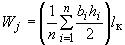 W_j = \left( \frac{1}{n} \sum_{i=1}^{n} \frac{b_i h_i}{2} \right) l_к